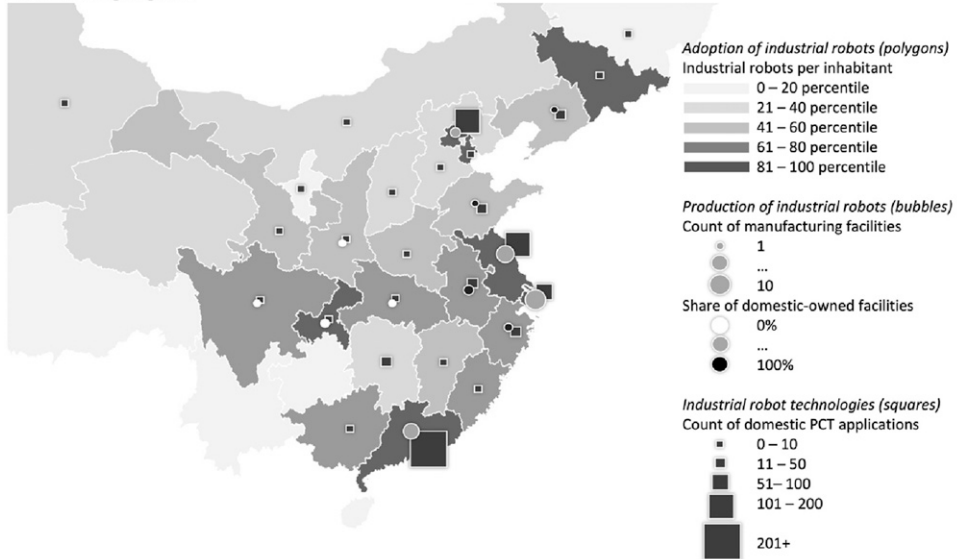 Adoption of industrial robots (polygons)
Industrial robots per inhabitant
0 – 20 percentile
21 – 40 percentile
41 – 60 percentile
61 – 80 percentile
81 – 100 percentile
Production of industrial robots (bubbles)
Count of manufacturing facilities
1
...
10
Share of domestic-owned facilities
0%
...
100%
Industrial robot technologies (squares)
Count of domestic PCT applications
0 – 10
11 – 50
51– 100
101 – 200
201+